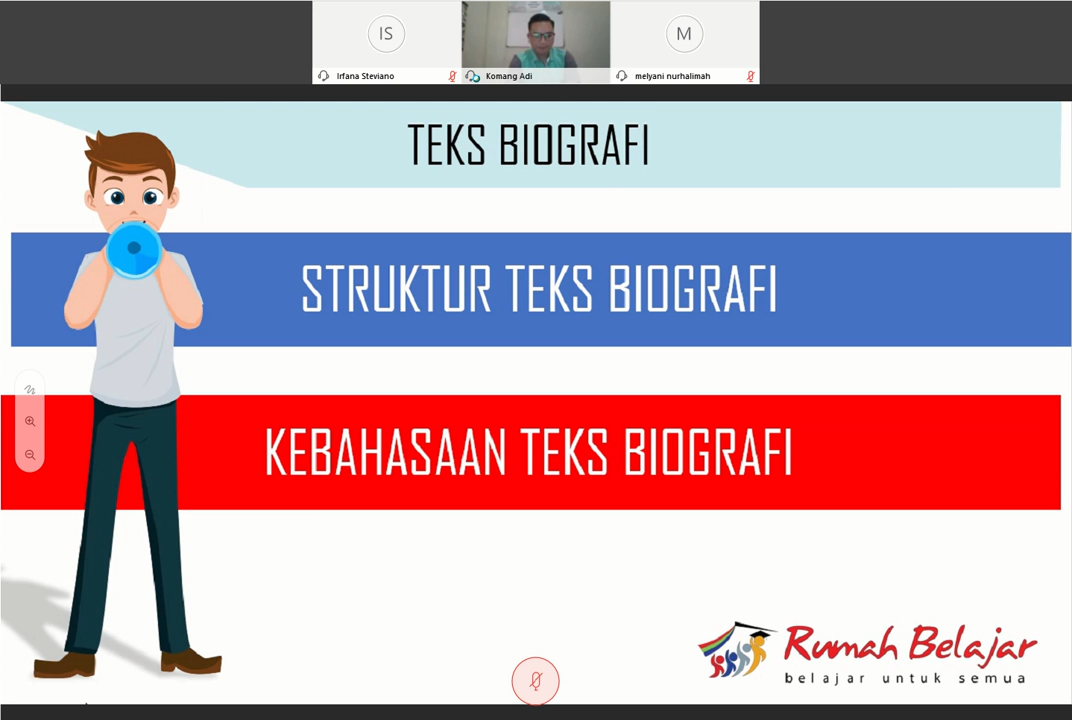 IS
M
Irfana Steviano
Komang Adi
melyani nurhalimah
TEKS BIOGRAFI
STRUKTUR TEKS BIOGRAFI
KEBAHASAAN TEKS BIOGRAFI
Rumah Belajar
belajar untuk semua